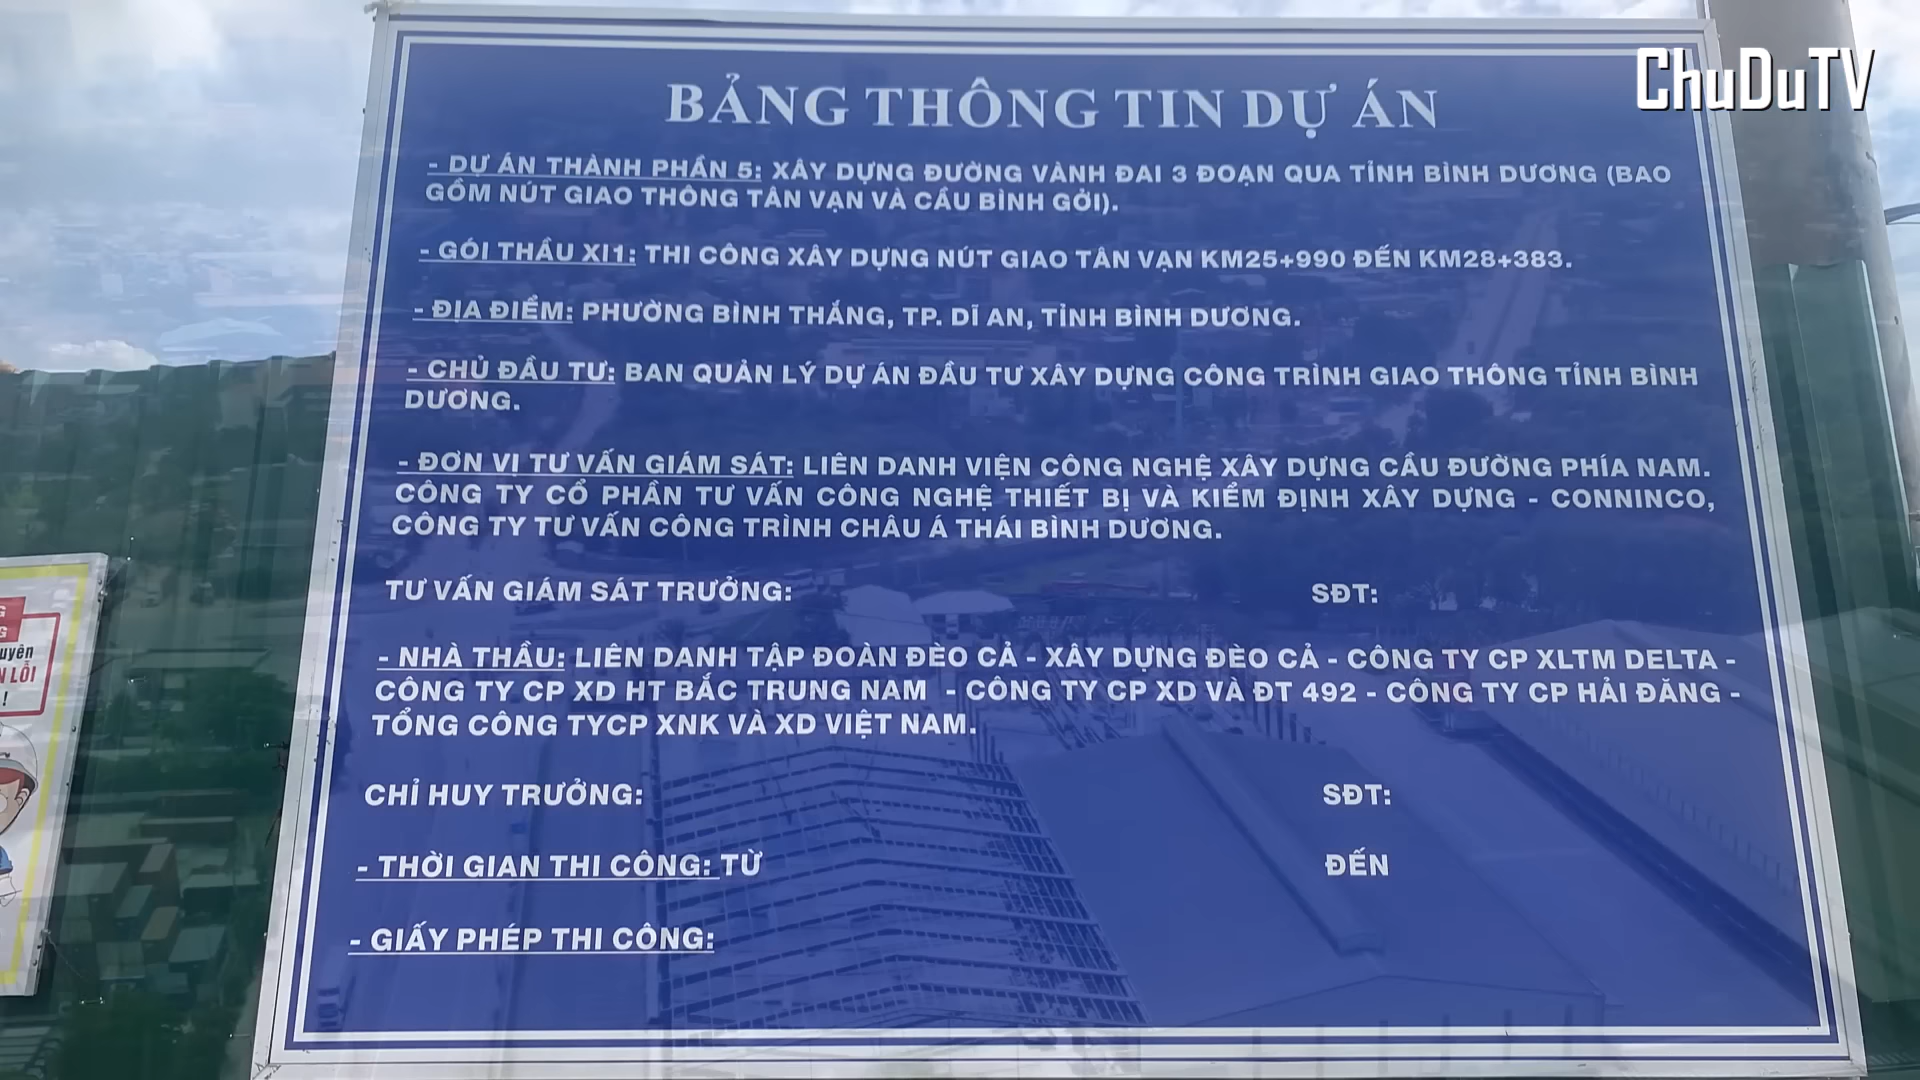 ChuDuTV
BẢNG THÔNG TIN DỰ ÁN
- DỰ ÁN THÀNH PHẦN 5: XÂY DỰNG ĐƯỜNG VÀNH ĐAI 3 ĐOẠN QUA TỈNH BÌNH DƯƠNG (BAO
GỒM NÚT GIAO THÔNG TÂN VẠN VÀ CẦU BÌNH GỞI).
- GÓI THẦU Xl1: THI CÔNG XÂY DỰNG NÚT GIAO TÂN VẠN KM25+990 ĐẾN KM28+383.
- ĐỊA ĐIỂM: PHƯỜNG BÌNH THẮNG, TP. DĨ AN, TỈNH BÌNH DƯƠNG.
- CHỦ ĐẦU TƯ: BAN QUẢN LÝ DỰ ÁN ĐẦU TƯ XÂY DỰNG CÔNG TRÌNH GIAO THÔNG TỈNH BÌNH
DƯƠNG.
- ĐƠN VỊ TƯ VẤN GIÁM SÁT: LIÊN DANH VIỆN CÔNG NGHỆ XÂY DỰNG CẦU ĐƯỜNG PHÍA NAM.
CÔNG TY CỔ PHẦN TƯ VẤN CÔNG NGHỆ THIẾT BỊ VÀ KIỂM ĐỊNH XÂY DỰNG - CONNINCO,
CÔNG TY TƯ VẤN CÔNG TRÌNH CHÂU Á THÁI BÌNH DƯƠNG.
TƯ VẤN GIÁM SÁT TRƯỞNG: SĐT:
- NHÀ THẦU: LIÊN DANH TẬP ĐOÀN ĐÈO CẢ - XÂY DỰNG ĐÈO CẢ - CÔNG TY CP XLTM DELTA -
CÔNG TY CP XD HT BẮC TRUNG NAM - CÔNG TY CP XD VÀ ĐT 492 - CÔNG TY CP HẢI ĐĂNG -
TỔNG CÔNG TYCP XNK VÀ XD VIỆT NAM.
CHỈ HUY TRƯỞNG: SĐT:
- THỜI GIAN THI CÔNG: TỪ ĐẾN
- GIẤY PHÉP THI CÔNG:
LỖI
!